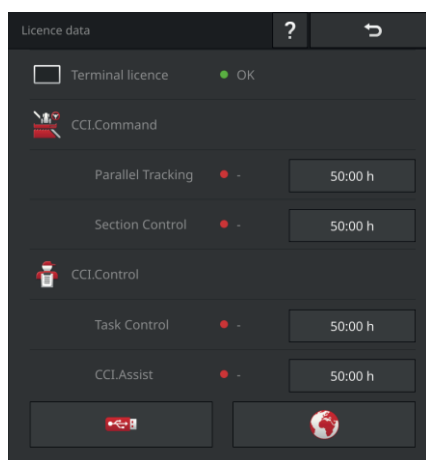 Licence data ?
Terminal licence OK
CCI.Command
Parallel Tracking - 50:00 h
Section Control - 50:00 h
CCI.Control
Task Control - 50:00 h
CCI.Assist - 50:00 h